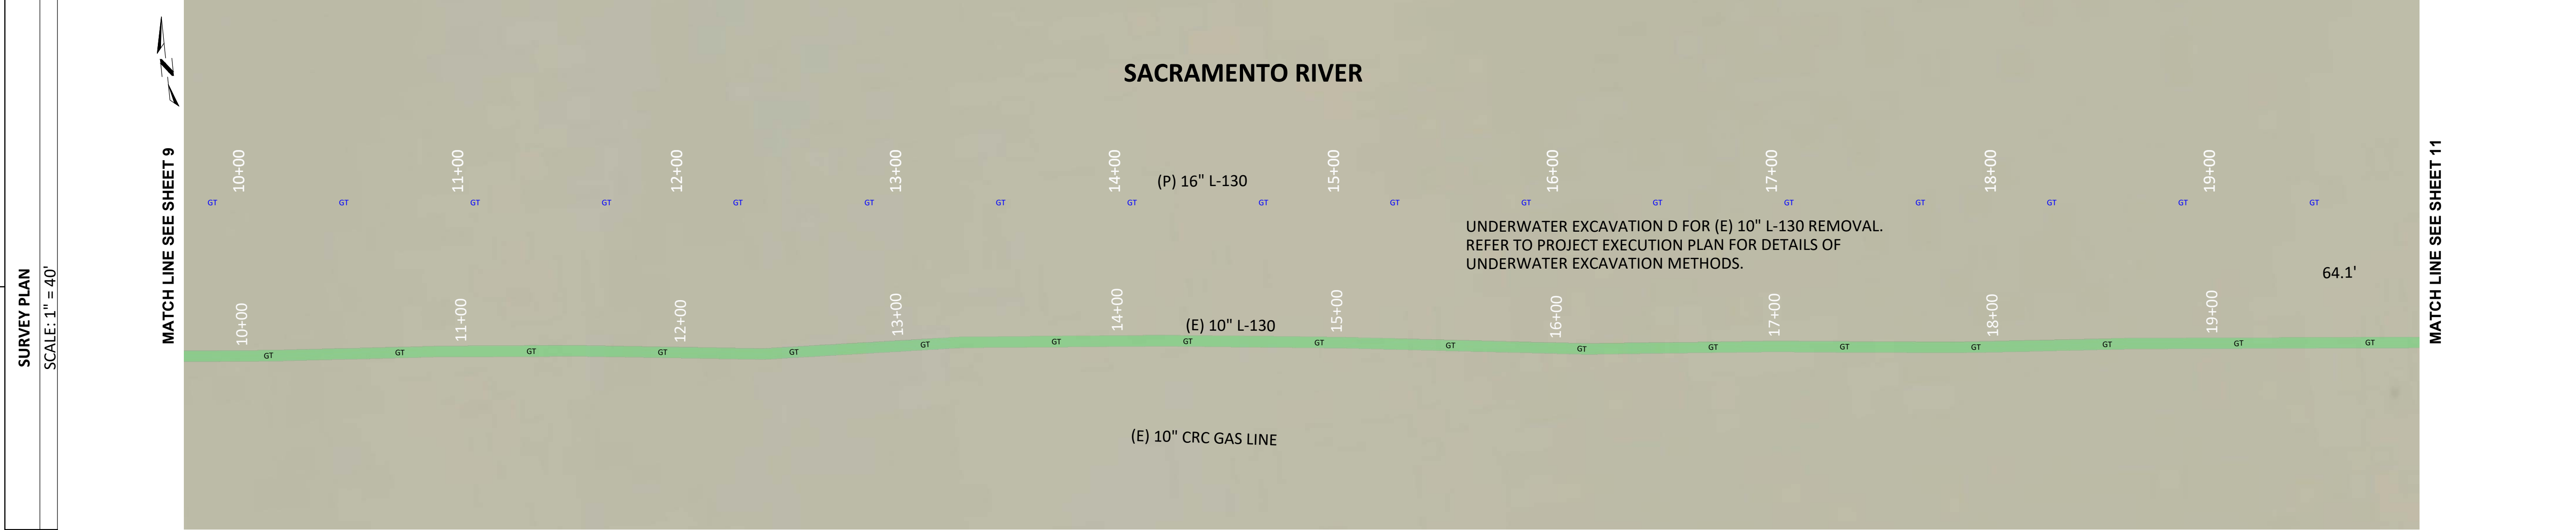 SURVEY PLAN
SCALE: 1" = 40'
N
MATCH LINE SEE SHEET 9
SACRAMENTO RIVER
10+00 11+00 12+00 13+00 14+00 15+00 16+00 17+00 18+00 19+00
(P) 16" L-130
GT GT GT GT GT GT GT GT GT GT GT GT GT GT GT GT GT
UNDERWATER EXCAVATION D FOR (E) 10" L-130 REMOVAL.
REFER TO PROJECT EXECUTION PLAN FOR DETAILS OF
UNDERWATER EXCAVATION METHODS.
64.1'
10+00 11+00 12+00 13+00 14+00 15+00 16+00 17+00 18+00 19+00
(E) 10" L-130
GT GT GT GT GT GT GT GT GT GT GT GT GT GT GT GT GT
(E) 10" CRC GAS LINE
MATCH LINE SEE SHEET 11